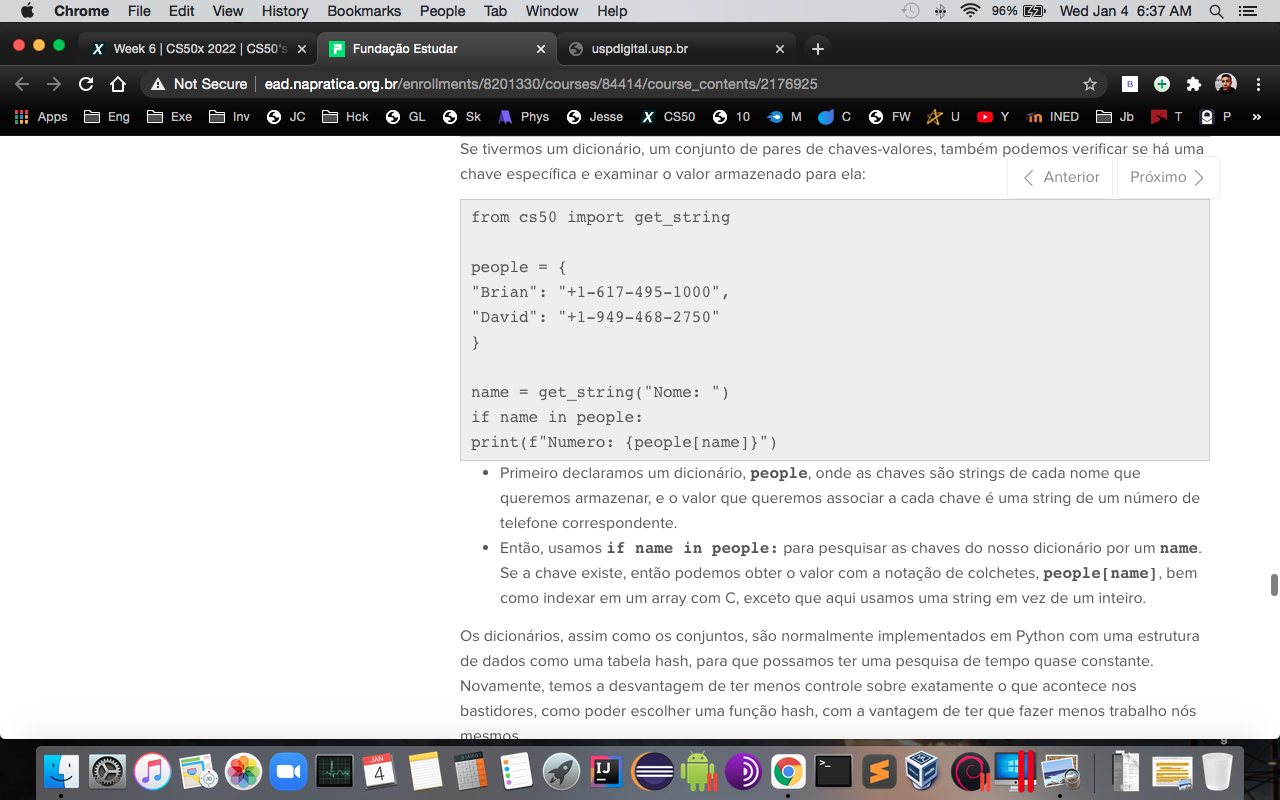 Chrome File Edit View History Bookmarks People Tab Window Help 96% Wed Jan 4 6:37 AM
Week 6 | CS50x 2022 | CS50's
Fundação Estudar
uspdigital.usp.br
Not Secure ead.napratica.org.br/enrollments/8201330/courses/84414/course_contents/2176925
Apps Eng Exe Inv JC Hck GL Sk Phys Jesse CS50 10 M C FW U Y INED Jb T P »
Se tivermos um dicionário, um conjunto de pares de chaves-valores, também podemos verificar se há uma
chave específica e examinar o valor armazenado para ela:
Anterior Próximo
from cs50 import get_string
people = {
"Brian": "+1-617-495-1000",
"David": "+1-949-468-2750"
}
name = get_string("Nome: ")
if name in people:
print(f"Numero: {people[name]}")
• Primeiro declaramos um dicionário, people, onde as chaves são strings de cada nome que
queremos armazenar, e o valor que queremos associar a cada chave é uma string de um número de
telefone correspondente.
• Então, usamos if name in people: para pesquisar as chaves do nosso dicionário por um name.
Se a chave existe, então podemos obter o valor com a notação de colchetes, people[name], bem
como indexar em um array com C, exceto que aqui usamos uma string em vez de um inteiro.
Os dicionários, assim como os conjuntos, são normalmente implementados em Python com uma estrutura
de dados como uma tabela hash, para que possamos ter uma pesquisa de tempo quase constante.
Novamente, temos a desvantagem de ter menos controle sobre exatamente o que acontece nos
bastidores, como poder escolher uma função hash, com a vantagem de ter que fazer menos trabalho nós
mesmos
JAN
4
IJ